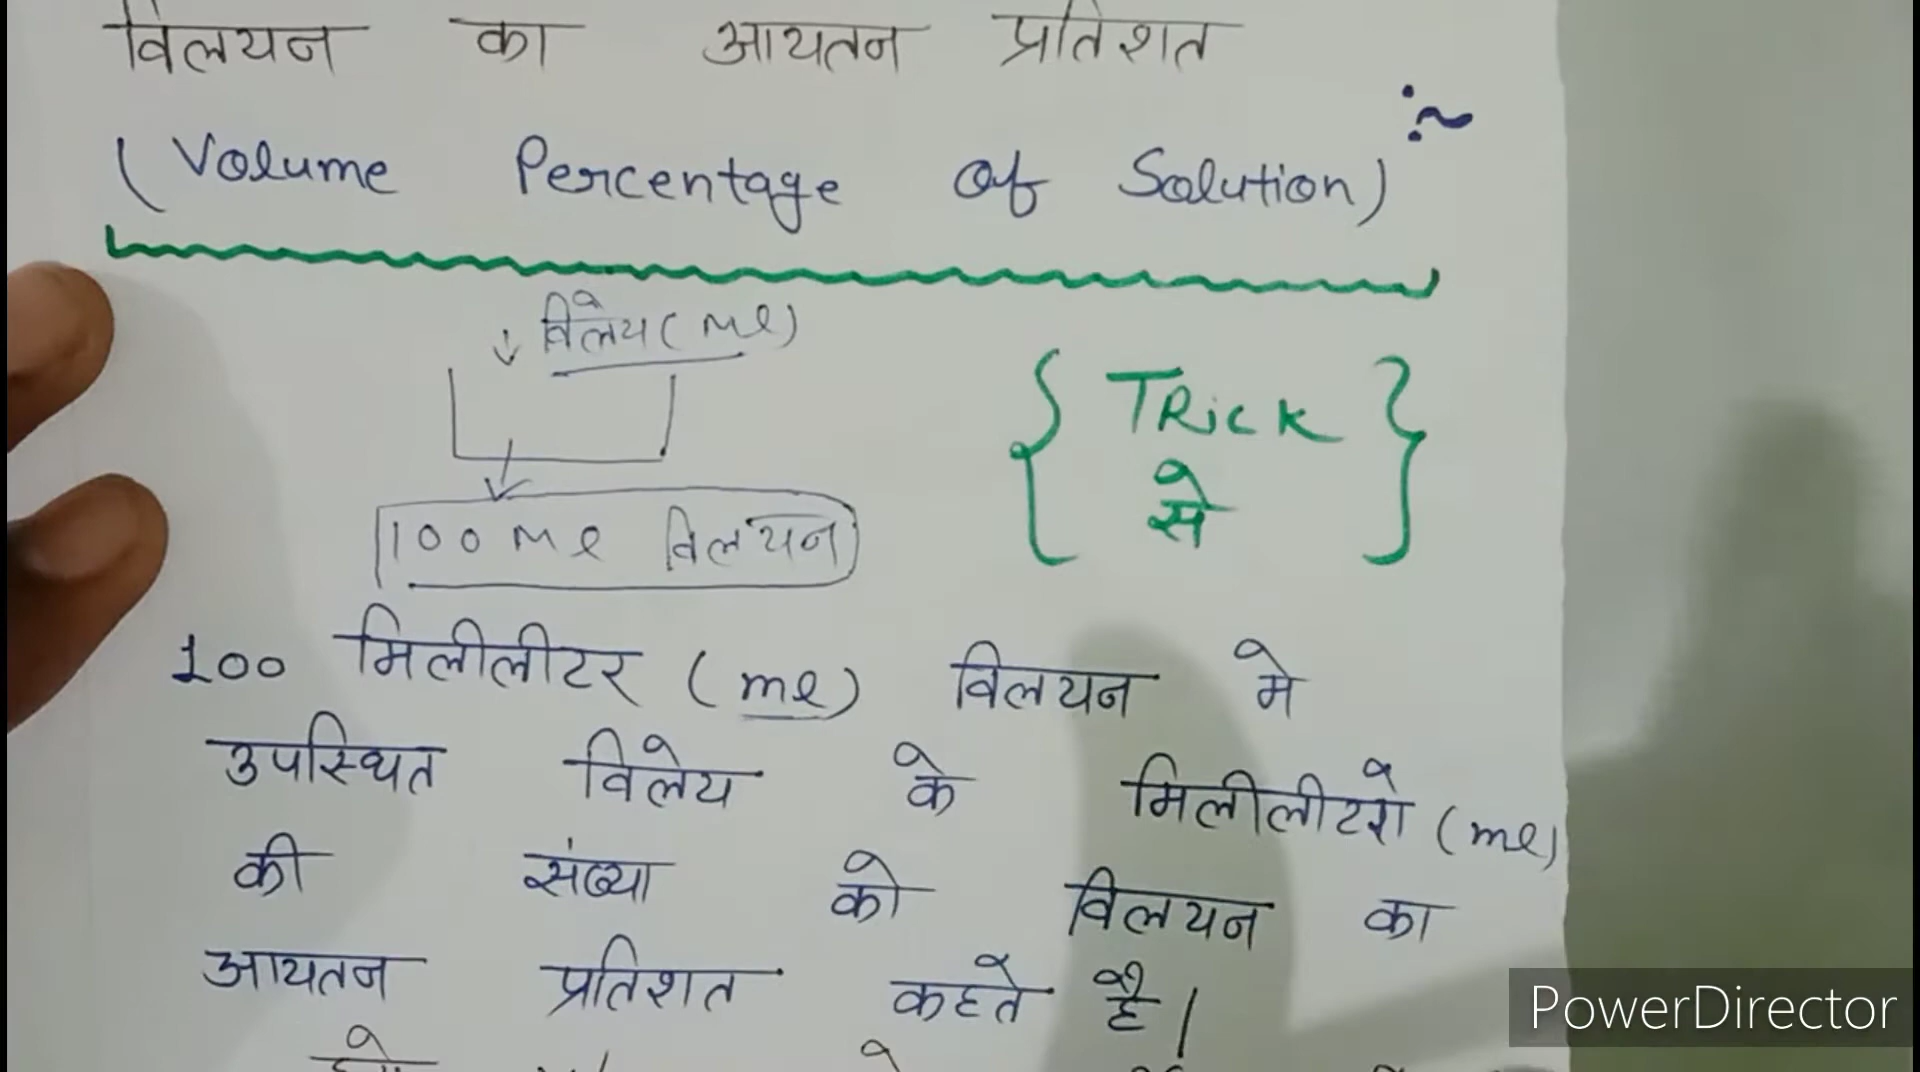 विलयन का आयतन प्रतिशत :~
(Volume Percentage of Solution)
↓ विलेय (ml)
{ TRick से }
100 ml विलयन
100 मिलीलीटर (ml) विलयन मे
उपस्थित विलेय के मिलीलीटरो (ml)
की संख्या को विलयन का
आयतन प्रतिशत कहते है।
PowerDirector